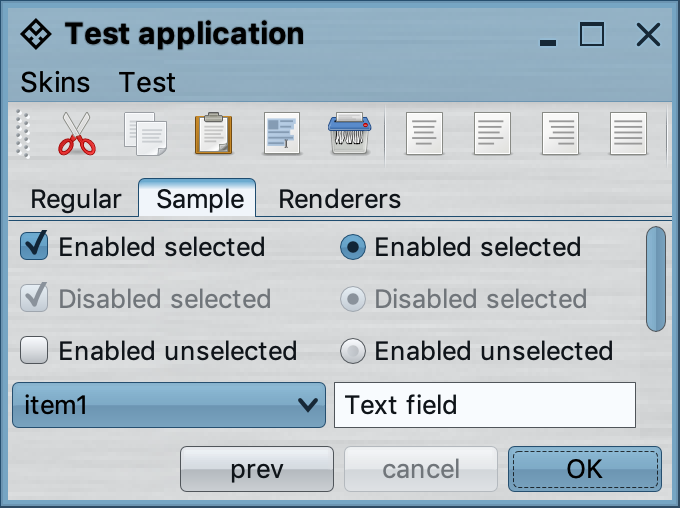 Test application
Skins Test
Regular Sample Renderers
Enabled selected Enabled selected
Disabled selected Disabled selected
Enabled unselected Enabled unselected
item1 Text field
prev cancel OK